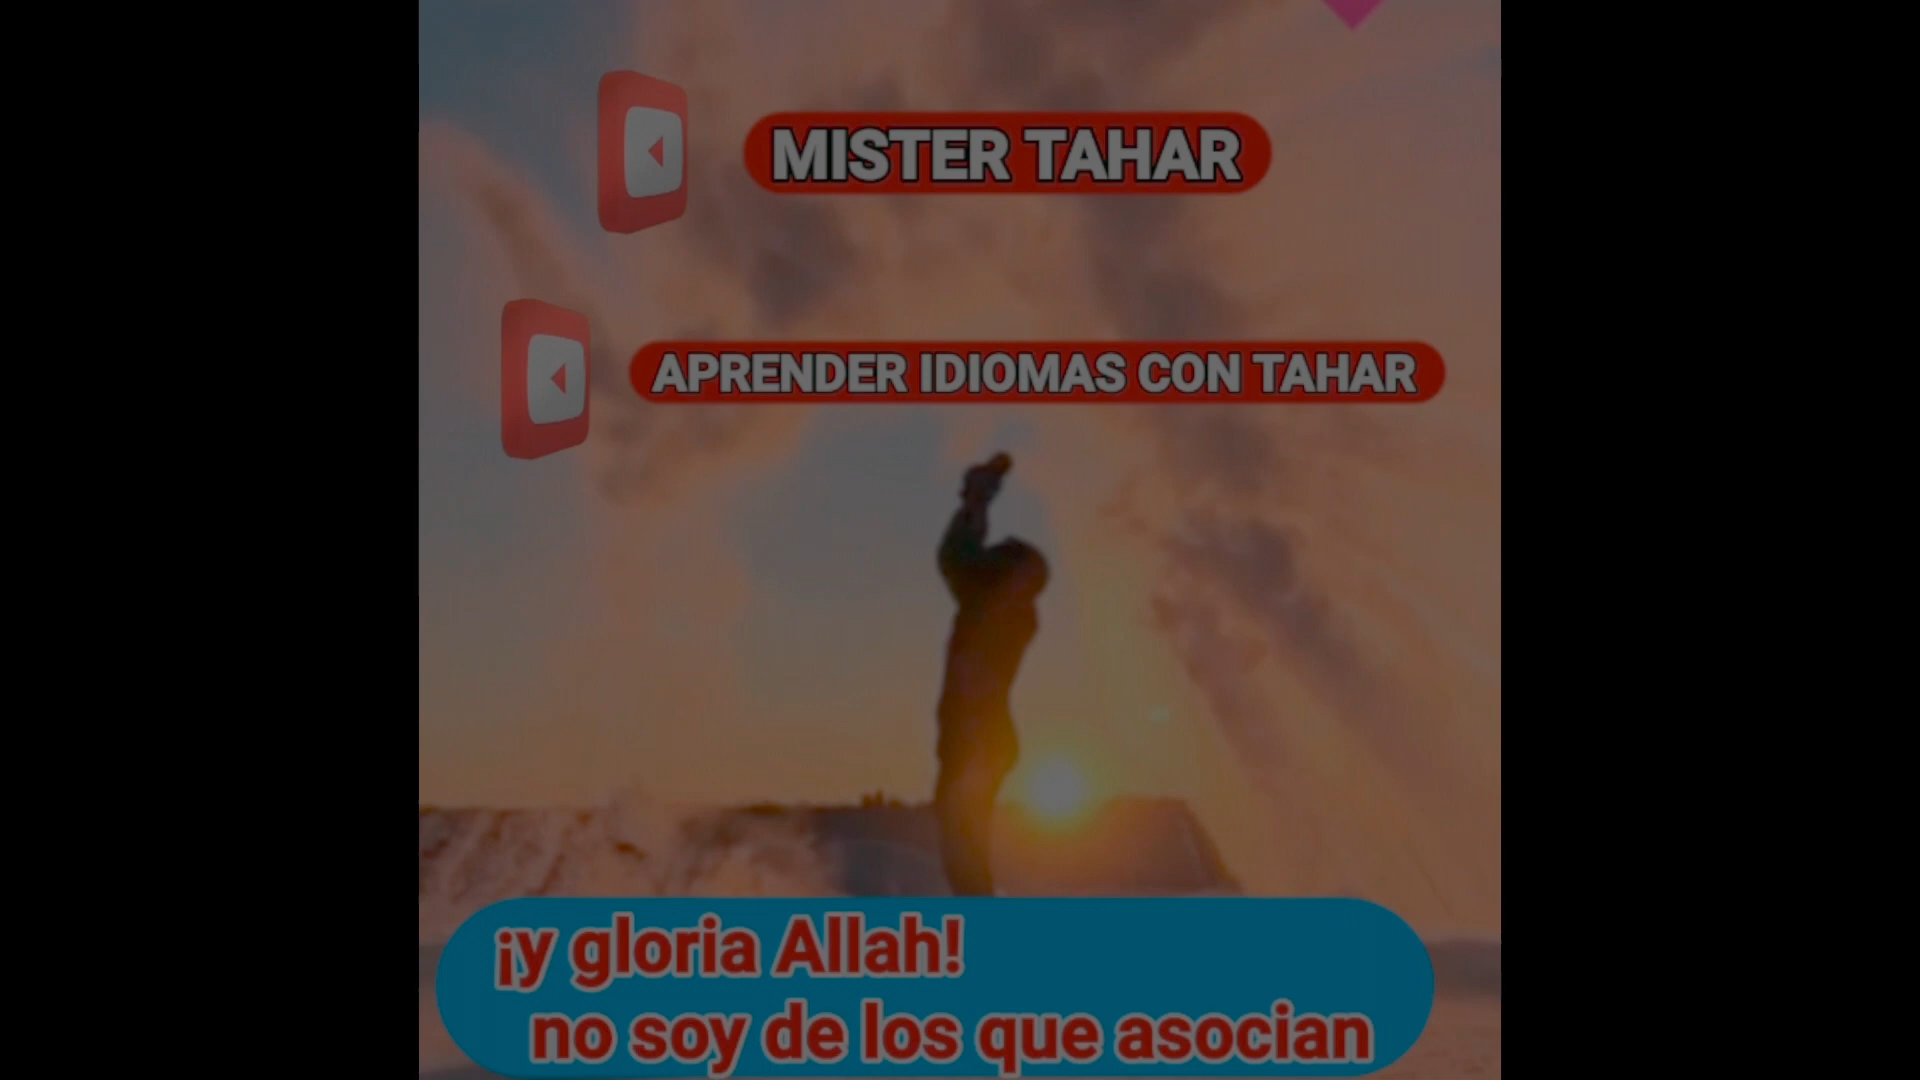 MISTER TAHAR
APRENDER IDIOMAS CON TAHAR
¡y gloria Allah!
no soy de los que asocian